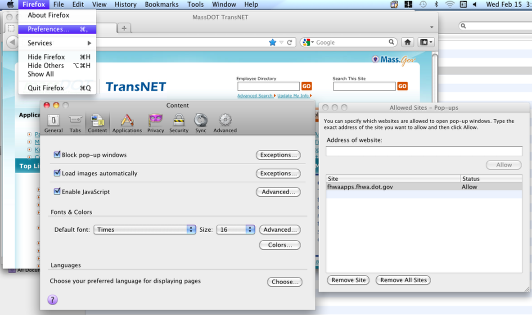 Firefox File Edit View History Bookmarks Tools Window Help
Wed Feb 15
About Firefox
MassDOT TransNET
Preferences... ⌘,
Services
Google
Hide Firefox ⌘H
Hide Others ⌥⌘H
Show All
Quit Firefox ⌘Q
Mass.gov
TransNET
Employee Directory
Search This Site
GO
GO
Advanced Search Update My Info
Content
General Tabs Content Applications Privacy Security Sync Advanced
Block pop-up windows
Exceptions...
Load images automatically
Exceptions...
Enable JavaScript
Advanced...
Fonts & Colors
Default font: Times
Size: 16
Advanced...
Colors...
Languages
Choose your preferred language for displaying pages
Choose...
?
Allowed Sites - Pop-ups
You can specify which websites are allowed to open pop-up windows. Type the
exact address of the site you want to allow and then click Allow.
Address of website:
Allow
Site Status
fhwaapps.fhwa.dot.gov Allow
Remove Site
Remove All Sites
Applic
Top Li